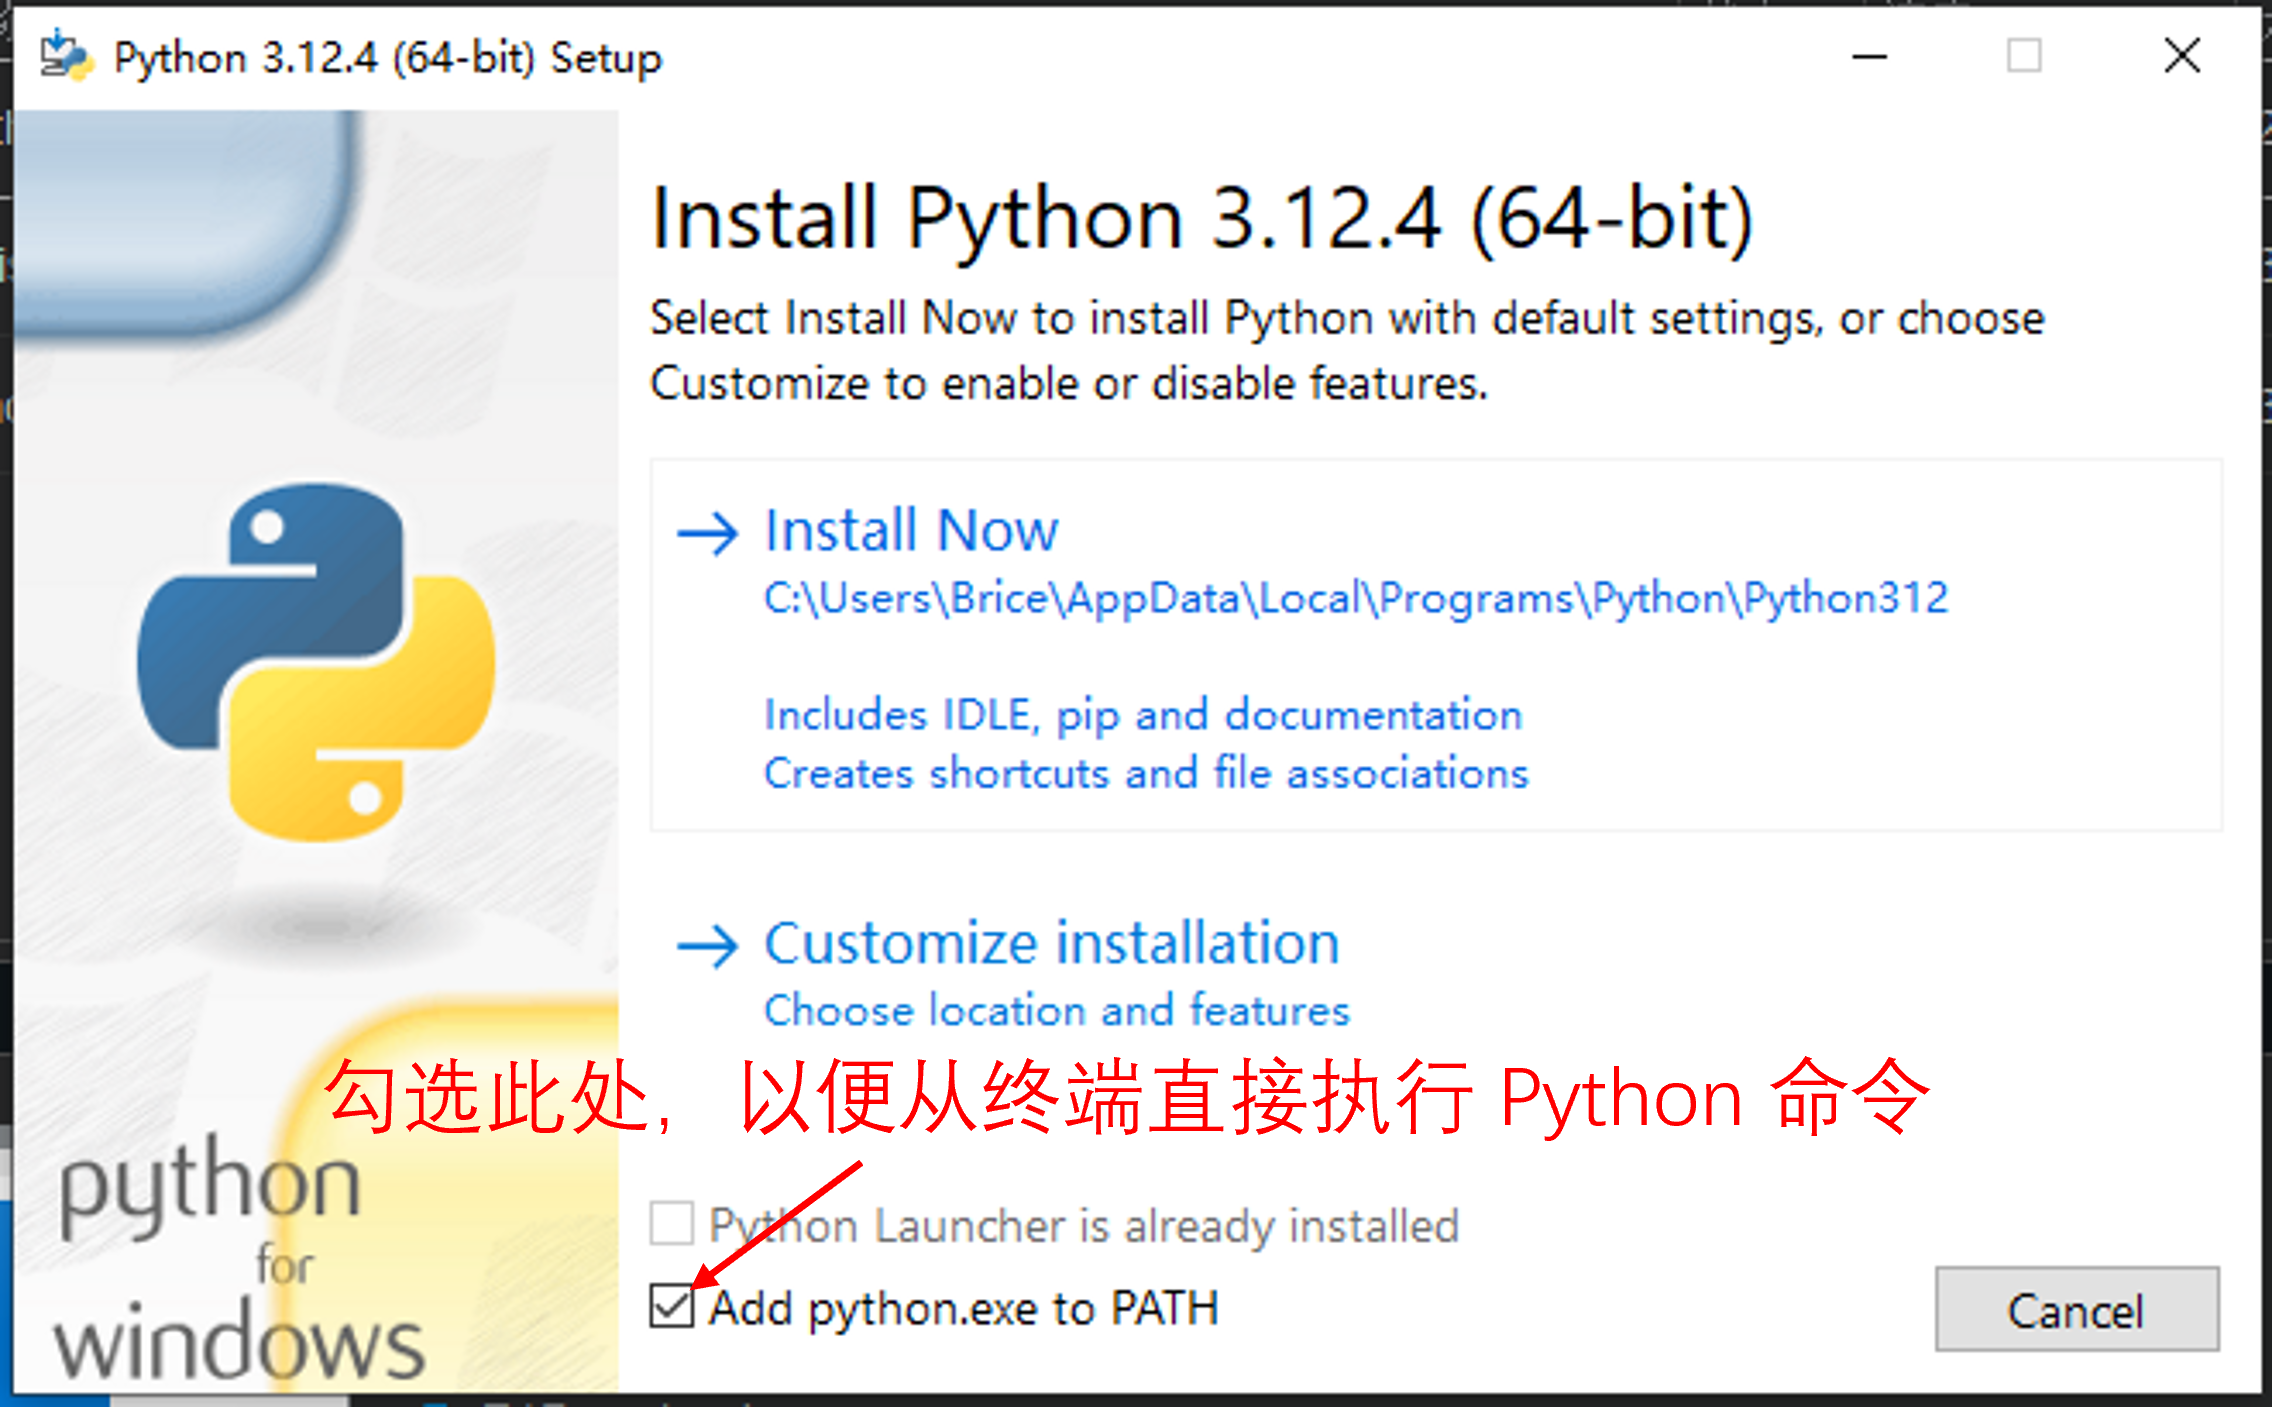 Python 3.12.4 (64-bit) Setup
Install Python 3.12.4 (64-bit)
Select Install Now to install Python with default settings, or choose
Customize to enable or disable features.
Install Now
C:\Users\Brice\AppData\Local\Programs\Python\Python312
Includes IDLE, pip and documentation
Creates shortcuts and file associations
Customize installation
Choose location and features
勾选此处，以便从终端直接执行 Python 命令
python
for
windows
Python Launcher is already installed
Add python.exe to PATH
Cancel